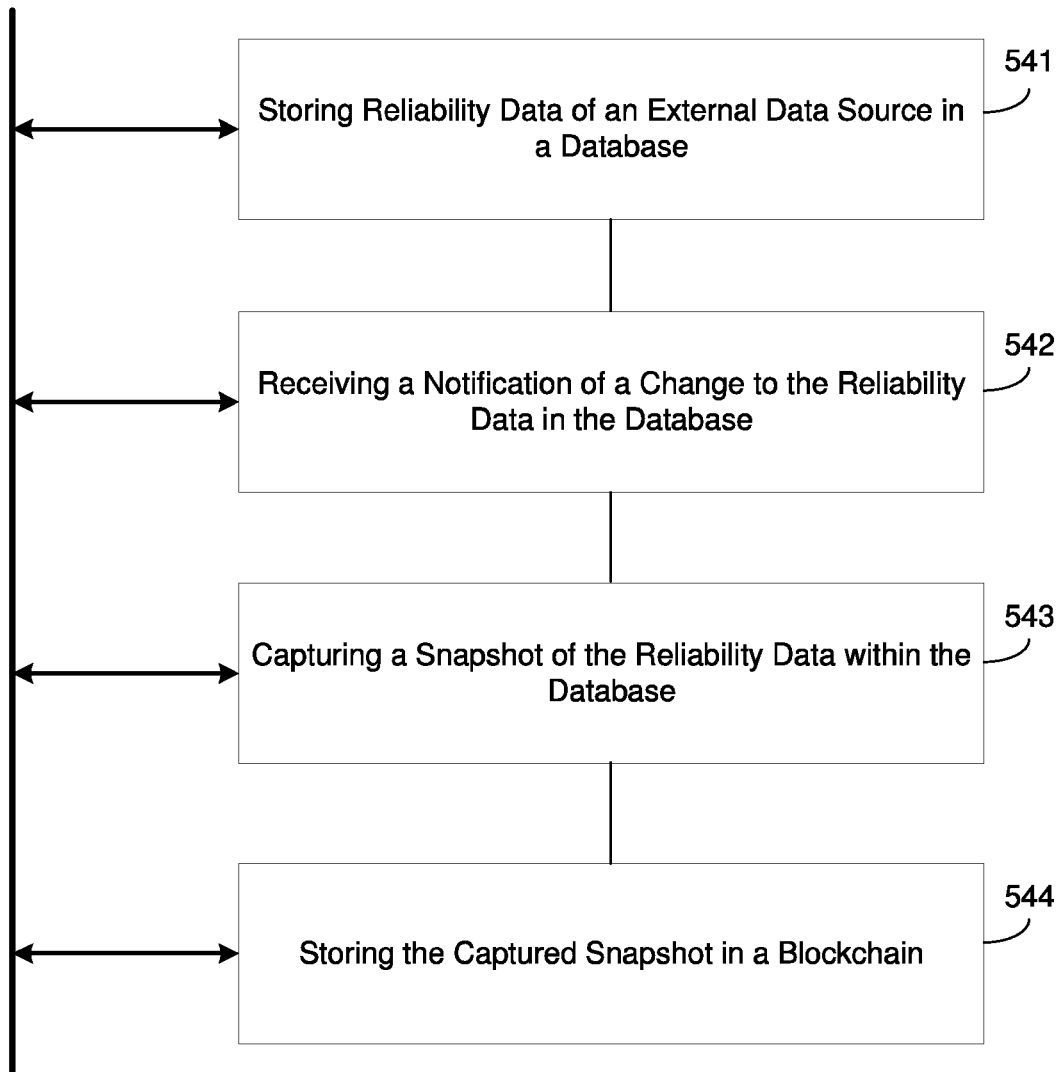 541
Storing Reliability Data of an External Data Source in
a Database
542
Receiving a Notification of a Change to the Reliability
Data in the Database
543
Capturing a Snapshot of the Reliability Data within the
Database
544
Storing the Captured Snapshot in a Blockchain